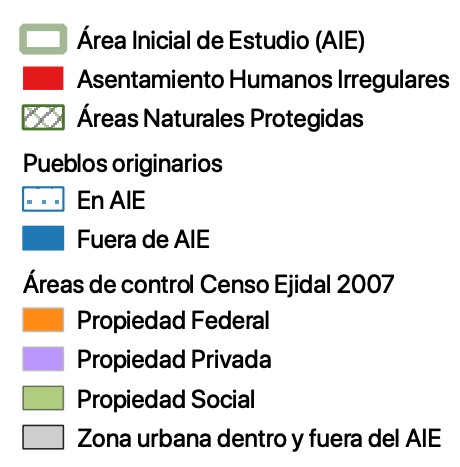 Área Inicial de Estudio (AIE)
Asentamiento Humanos Irregulares
Áreas Naturales Protegidas
Pueblos originarios
En AIE
Fuera de AIE
Áreas de control Censo Ejidal 2007
Propiedad Federal
Propiedad Privada
Propiedad Social
Zona urbana dentro y fuera del AIE